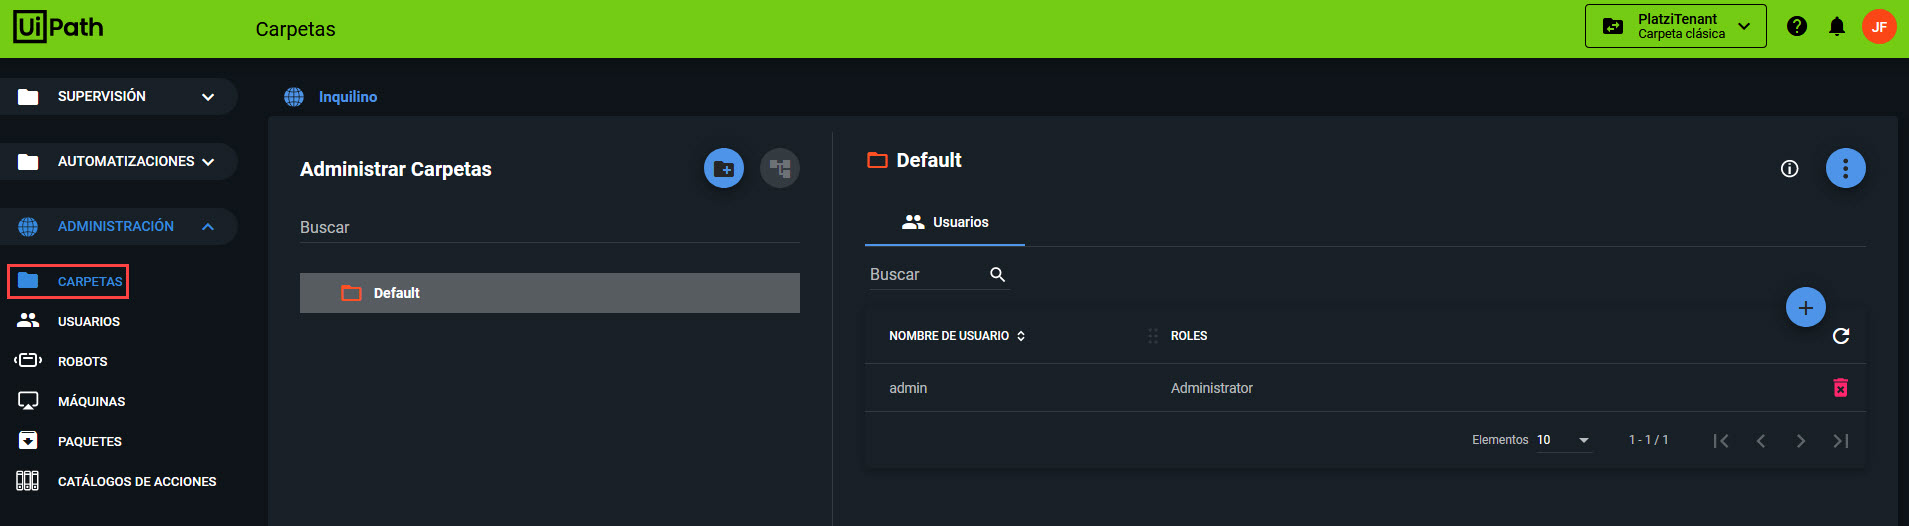 UiPath
Carpetas
PlatziTenant
Carpeta clásica
JF
SUPERVISIÓN
AUTOMATIZACIONES
ADMINISTRACIÓN
CARPETAS
USUARIOS
ROBOTS
MÁQUINAS
PAQUETES
CATÁLOGOS DE ACCIONES
Inquilino
Administrar Carpetas
Buscar
Default
Default
Usuarios
Buscar
NOMBRE DE USUARIO ROLES
admin Administrator
Elementos 10 1 - 1 / 1